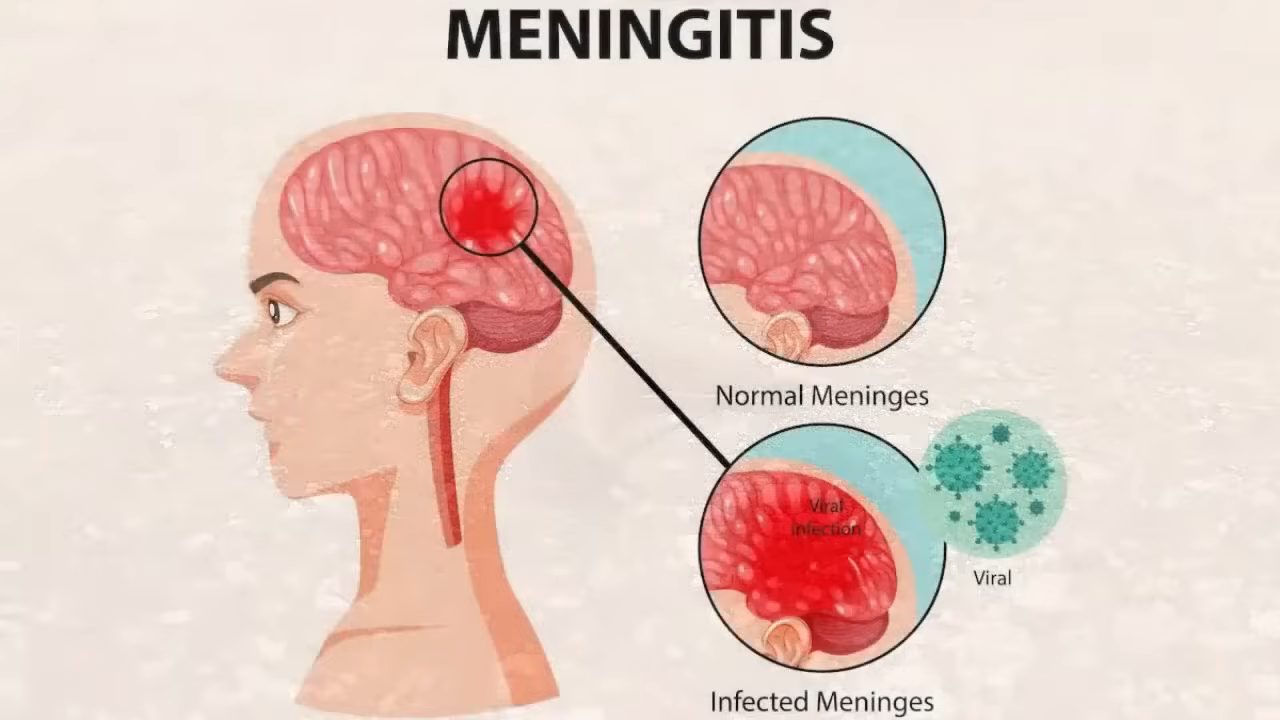 MENINGITIS
Normal Meninges
Viral
Infection
Viral
Infected Meninges